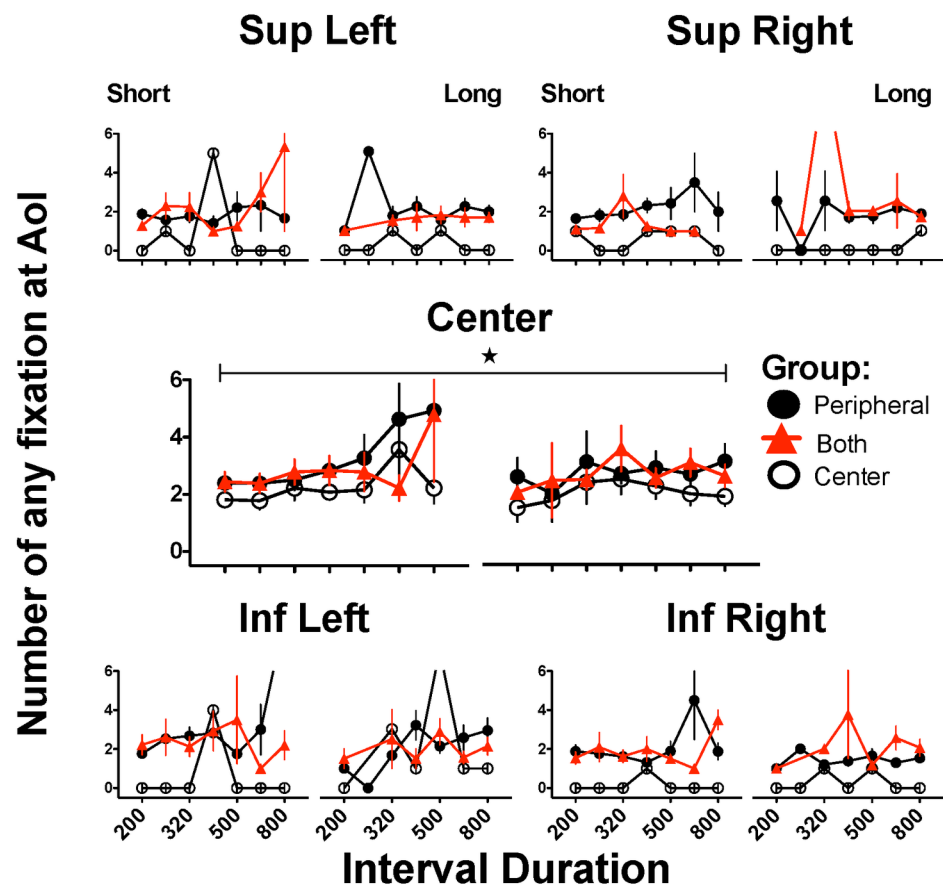 Sup Left
Sup Right
Short
Long
Short
Long
6
4
2
0
6
4
2
0
Center
★
6
4
2
0
Group:
Peripheral
Both
Center
Inf Left
Inf Right
6
4
2
0
6
4
2
0
200
320
500
800
200
320
500
800
200
320
500
800
200
320
500
800
Interval Duration
Number of any fixation at AoI